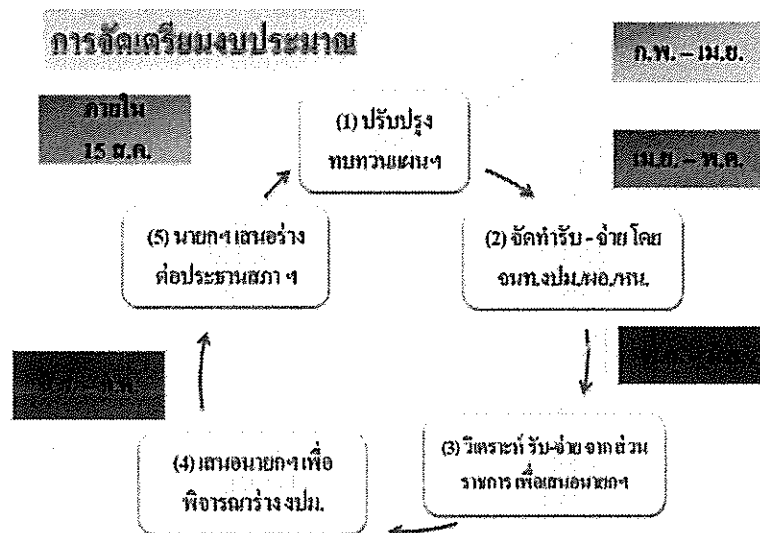 การจัดเตรียมงบประมาณ
ก.พ. – เม.ย.
ภายใน
15 ส.ค.
(1) ปรับปรุง
ทบทวนแผนฯ
เม.ย. – พ.ค.
(5) นายกฯ เสนอร่าง
ต่อประธานสภา ฯ
(2) จัดทำรับ - จ่าย โดย
จนท.งปม./ผอ./หน.
(4) เสนอนายกฯ เพื่อ
พิจารณาร่าง งปม.
(3) วิเคราะห์ รับ-จ่าย จากส่วน
ราชการ เพื่อเสนอนายกฯ